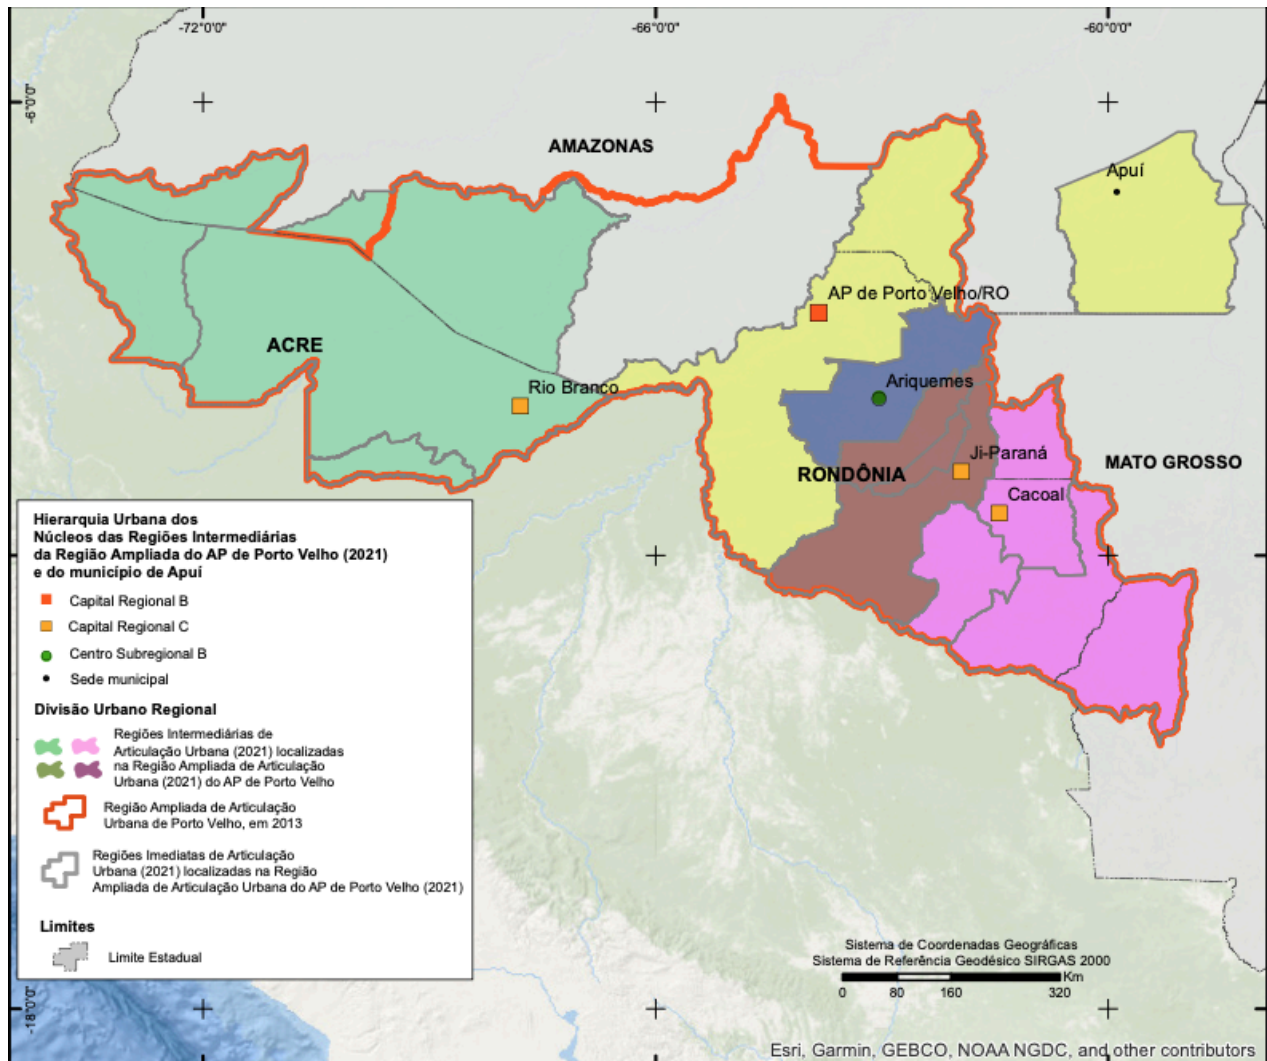 -72°0'0"
-66°0'0"
-60°0'0"
-6°0'0"
AMAZONAS
Apuí
AP de Porto Velho/RO
ACRE
Rio Branco
Ariquemes
Ji-Paraná
RONDÔNIA
MATO GROSSO
Cacoal
Hierarquia Urbana dos
Núcleos das Regiões Intermediárias
da Região Ampliada do AP de Porto Velho (2021)
e do município de Apuí
Capital Regional B
Capital Regional C
Centro Subregional B
Sede municipal
Divisão Urbano Regional
Regiões Intermediárias de
Articulação Urbana (2021) localizadas
na Região Ampliada de Articulação
Urbana (2021) do AP de Porto Velho
Região Ampliada de Articulação
Urbana de Porto Velho, em 2013
Regiões Imediatas de Articulação
Urbana (2021) localizadas na Região
Ampliada de Articulação Urbana do AP de Porto Velho (2021)
Limites
Limite Estadual
Sistema de Coordenadas Geográficas
Sistema de Referência Geodésico SIRGAS 2000
Km
0 80 160 320
-18°0'0"
Esri, Garmin, GEBCO, NOAA NGDC, and other contributors